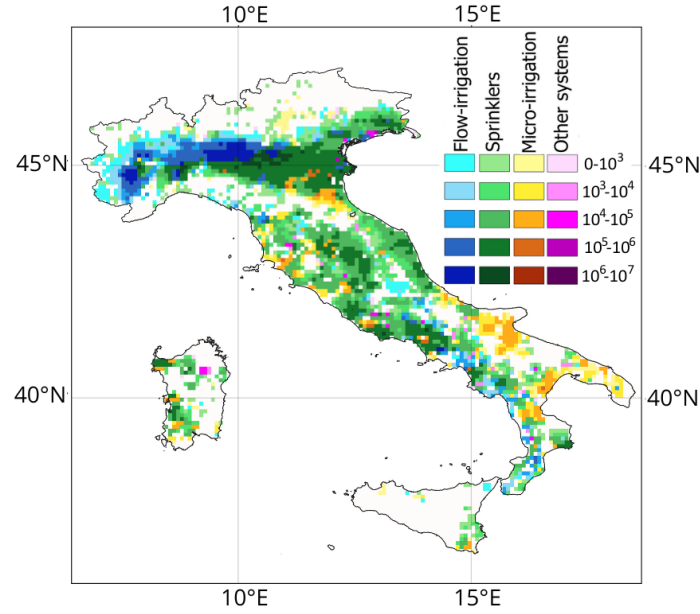 10°E 15°E
Flow-irrigation
Sprinklers
Micro-irrigation
Other systems
45°N 45°N
0-10³
10³-10⁴
10⁴-10⁵
10⁵-10⁶
10⁶-10⁷
40°N 40°N
10°E 15°E